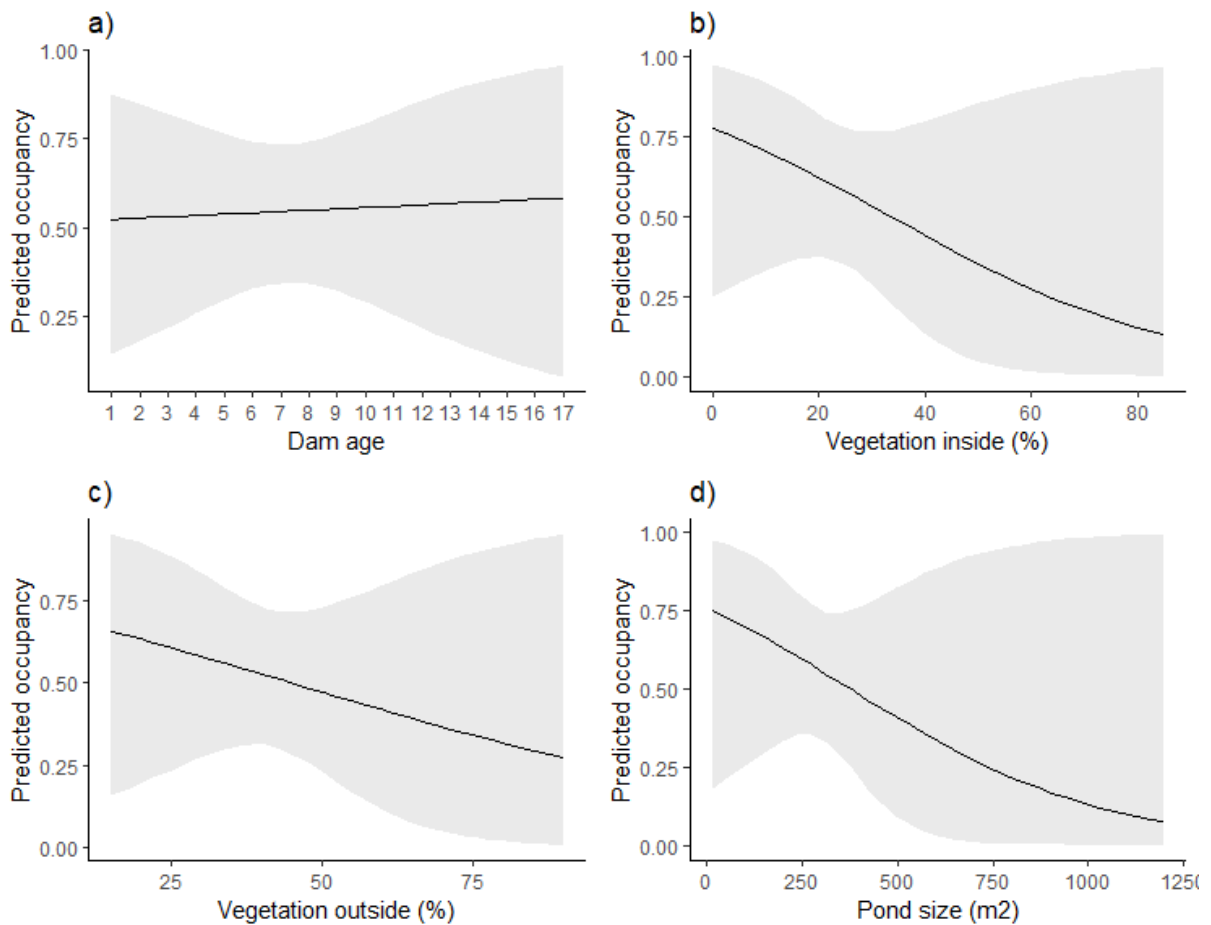 a)
1.00
0.75
0.50
0.25
Predicted occupancy
1 2 3 4 5 6 7 8 9 10 11 12 13 14 15 16 17
Dam age
b)
1.00
0.75
0.50
0.25
0.00
Predicted occupancy
0 20 40 60 80
Vegetation inside (%)
c)
0.75
0.50
0.25
0.00
Predicted occupancy
25 50 75
Vegetation outside (%)
d)
1.00
0.75
0.50
0.25
0.00
Predicted occupancy
0 250 500 750 1000 1250
Pond size (m2)